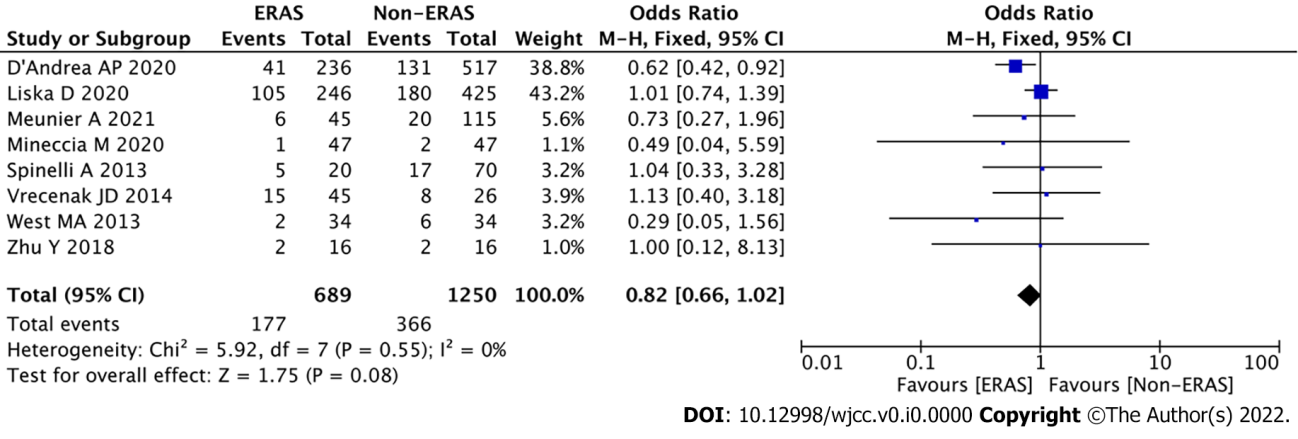 ERAS Non-ERAS Odds Ratio Odds Ratio
Study or Subgroup Events Total Events Total Weight M-H, Fixed, 95% CI M-H, Fixed, 95% CI
D'Andrea AP 2020 41 236 131 517 38.8% 0.62 [0.42, 0.92]
Liska D 2020 105 246 180 425 43.2% 1.01 [0.74, 1.39]
Meunier A 2021 6 45 20 115 5.6% 0.73 [0.27, 1.96]
Mineccia M 2020 1 47 2 47 1.1% 0.49 [0.04, 5.59]
Spinelli A 2013 5 20 17 70 3.2% 1.04 [0.33, 3.28]
Vrecenak JD 2014 15 45 8 26 3.9% 1.13 [0.40, 3.18]
West MA 2013 2 34 6 34 3.2% 0.29 [0.05, 1.56]
Zhu Y 2018 2 16 2 16 1.0% 1.00 [0.12, 8.13]
Total (95% CI) 689 1250 100.0% 0.82 [0.66, 1.02]
Total events 177 366
Heterogeneity: Chi² = 5.92, df = 7 (P = 0.55); I² = 0%
Test for overall effect: Z = 1.75 (P = 0.08)
0.01 0.1 1 10 100
Favours [ERAS] Favours [Non-ERAS]
DOI: 10.12998/wjcc.v0.i0.0000 Copyright ©The Author(s) 2022.